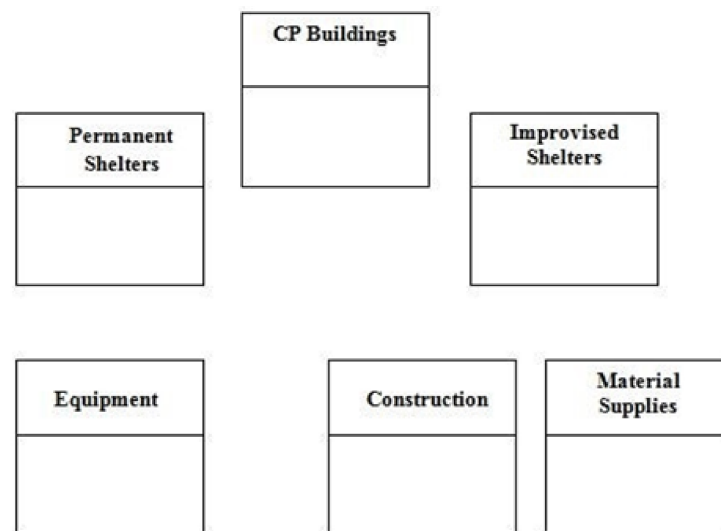 CP Buildings
Permanent
Shelters
Improvised
Shelters
Equipment
Construction
Material
Supplies